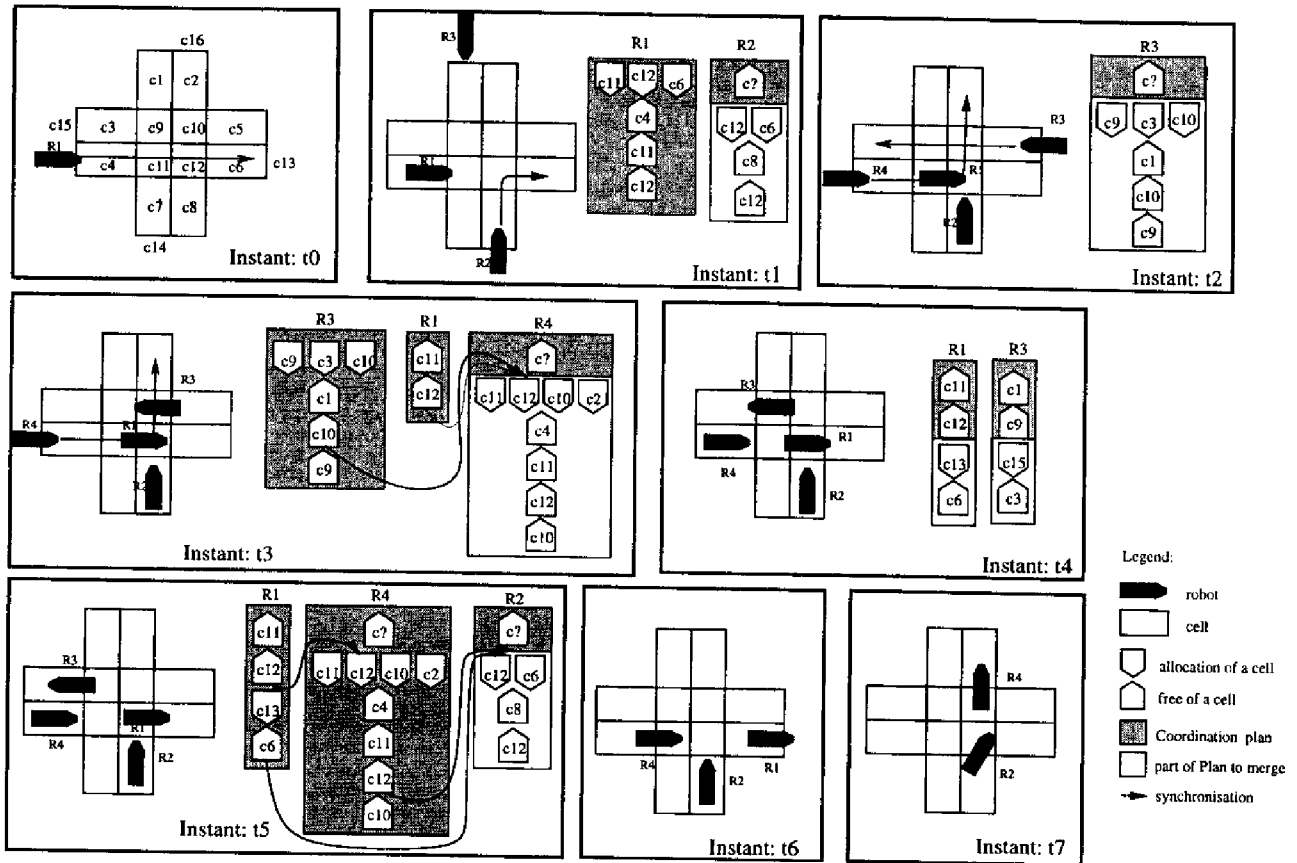 c16
c1 c2
c15 c3 c9 c10 c5
R1
c4 c11 c12 c6 c13
c7 c8
c14
Instant: t0
R3
R1
R2
c11 c12 c6
c?
c4
c12 c6
c11
c8
c12
c12
R1
R2
Instant: t1
R3
c?
c9 c3 c10
R3
c1
R4 R1
c10
R2
c9
Instant: t2
R3
R1
R4
c9 c3 c10
c11
c?
c1
c12
c11 c12 c10 c2
R3
c10
c4
R4 R1
c9
c11
R2
c12
c10
Instant: t3
R1 R3
c11 c1
R3
c12 c9
R1
c13 c15
R4
c6 c3
R2
Instant: t4
R1
R4
R2
c11
c?
c?
c12
c11 c12 c10 c2
c12 c6
R3
c13
c4
c8
c6
c11
c12
R4 R1
R2
c12
c10
Instant: t5
R4 R1
R2
Instant: t6
R4
R2
Instant: t7
Legend:
robot
cell
allocation of a cell
free of a cell
Coordination plan
part of Plan to merge
synchronisation